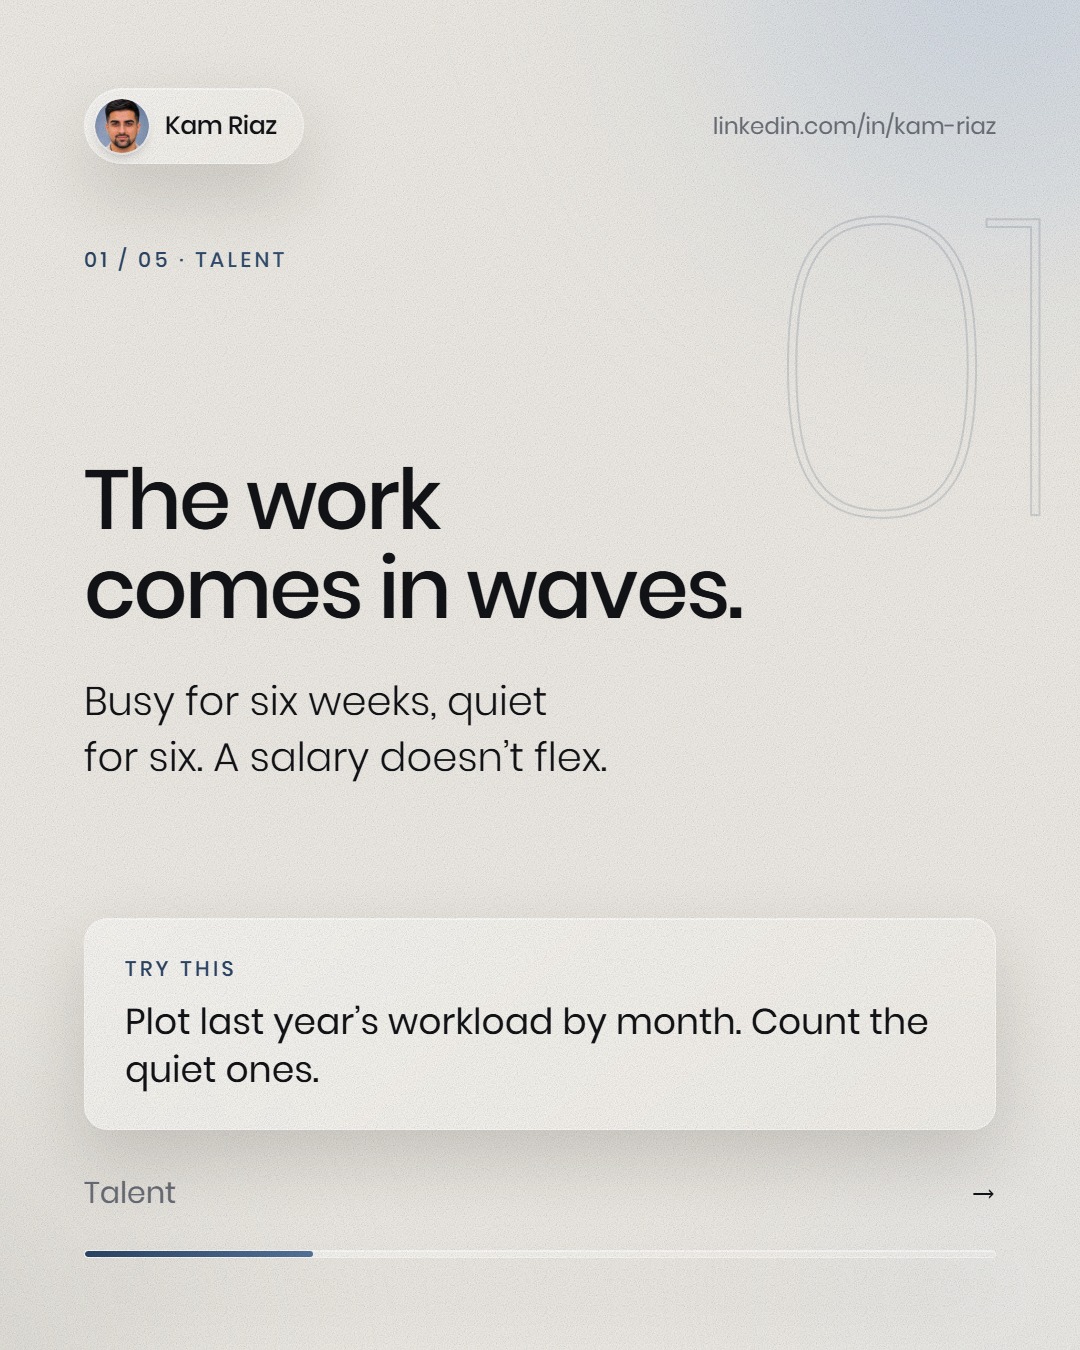 Kam Riaz
linkedin.com/in/kam-riaz
01 / 05 · TALENT
01
The work
comes in waves.
Busy for six weeks, quiet
for six. A salary doesn’t flex.
TRY THIS
Plot last year’s workload by month. Count the
quiet ones.
Talent
→